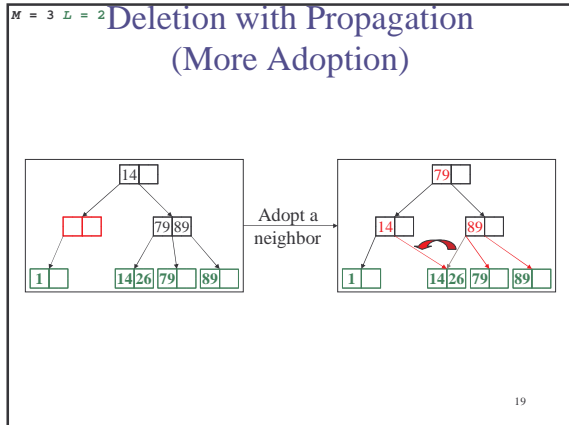 M = 3 L = 2
Deletion with Propagation
(More Adoption)
14
79 89
1
14 26
79
89
Adopt a
neighbor
79
14
89
1
14 26
79
89
19